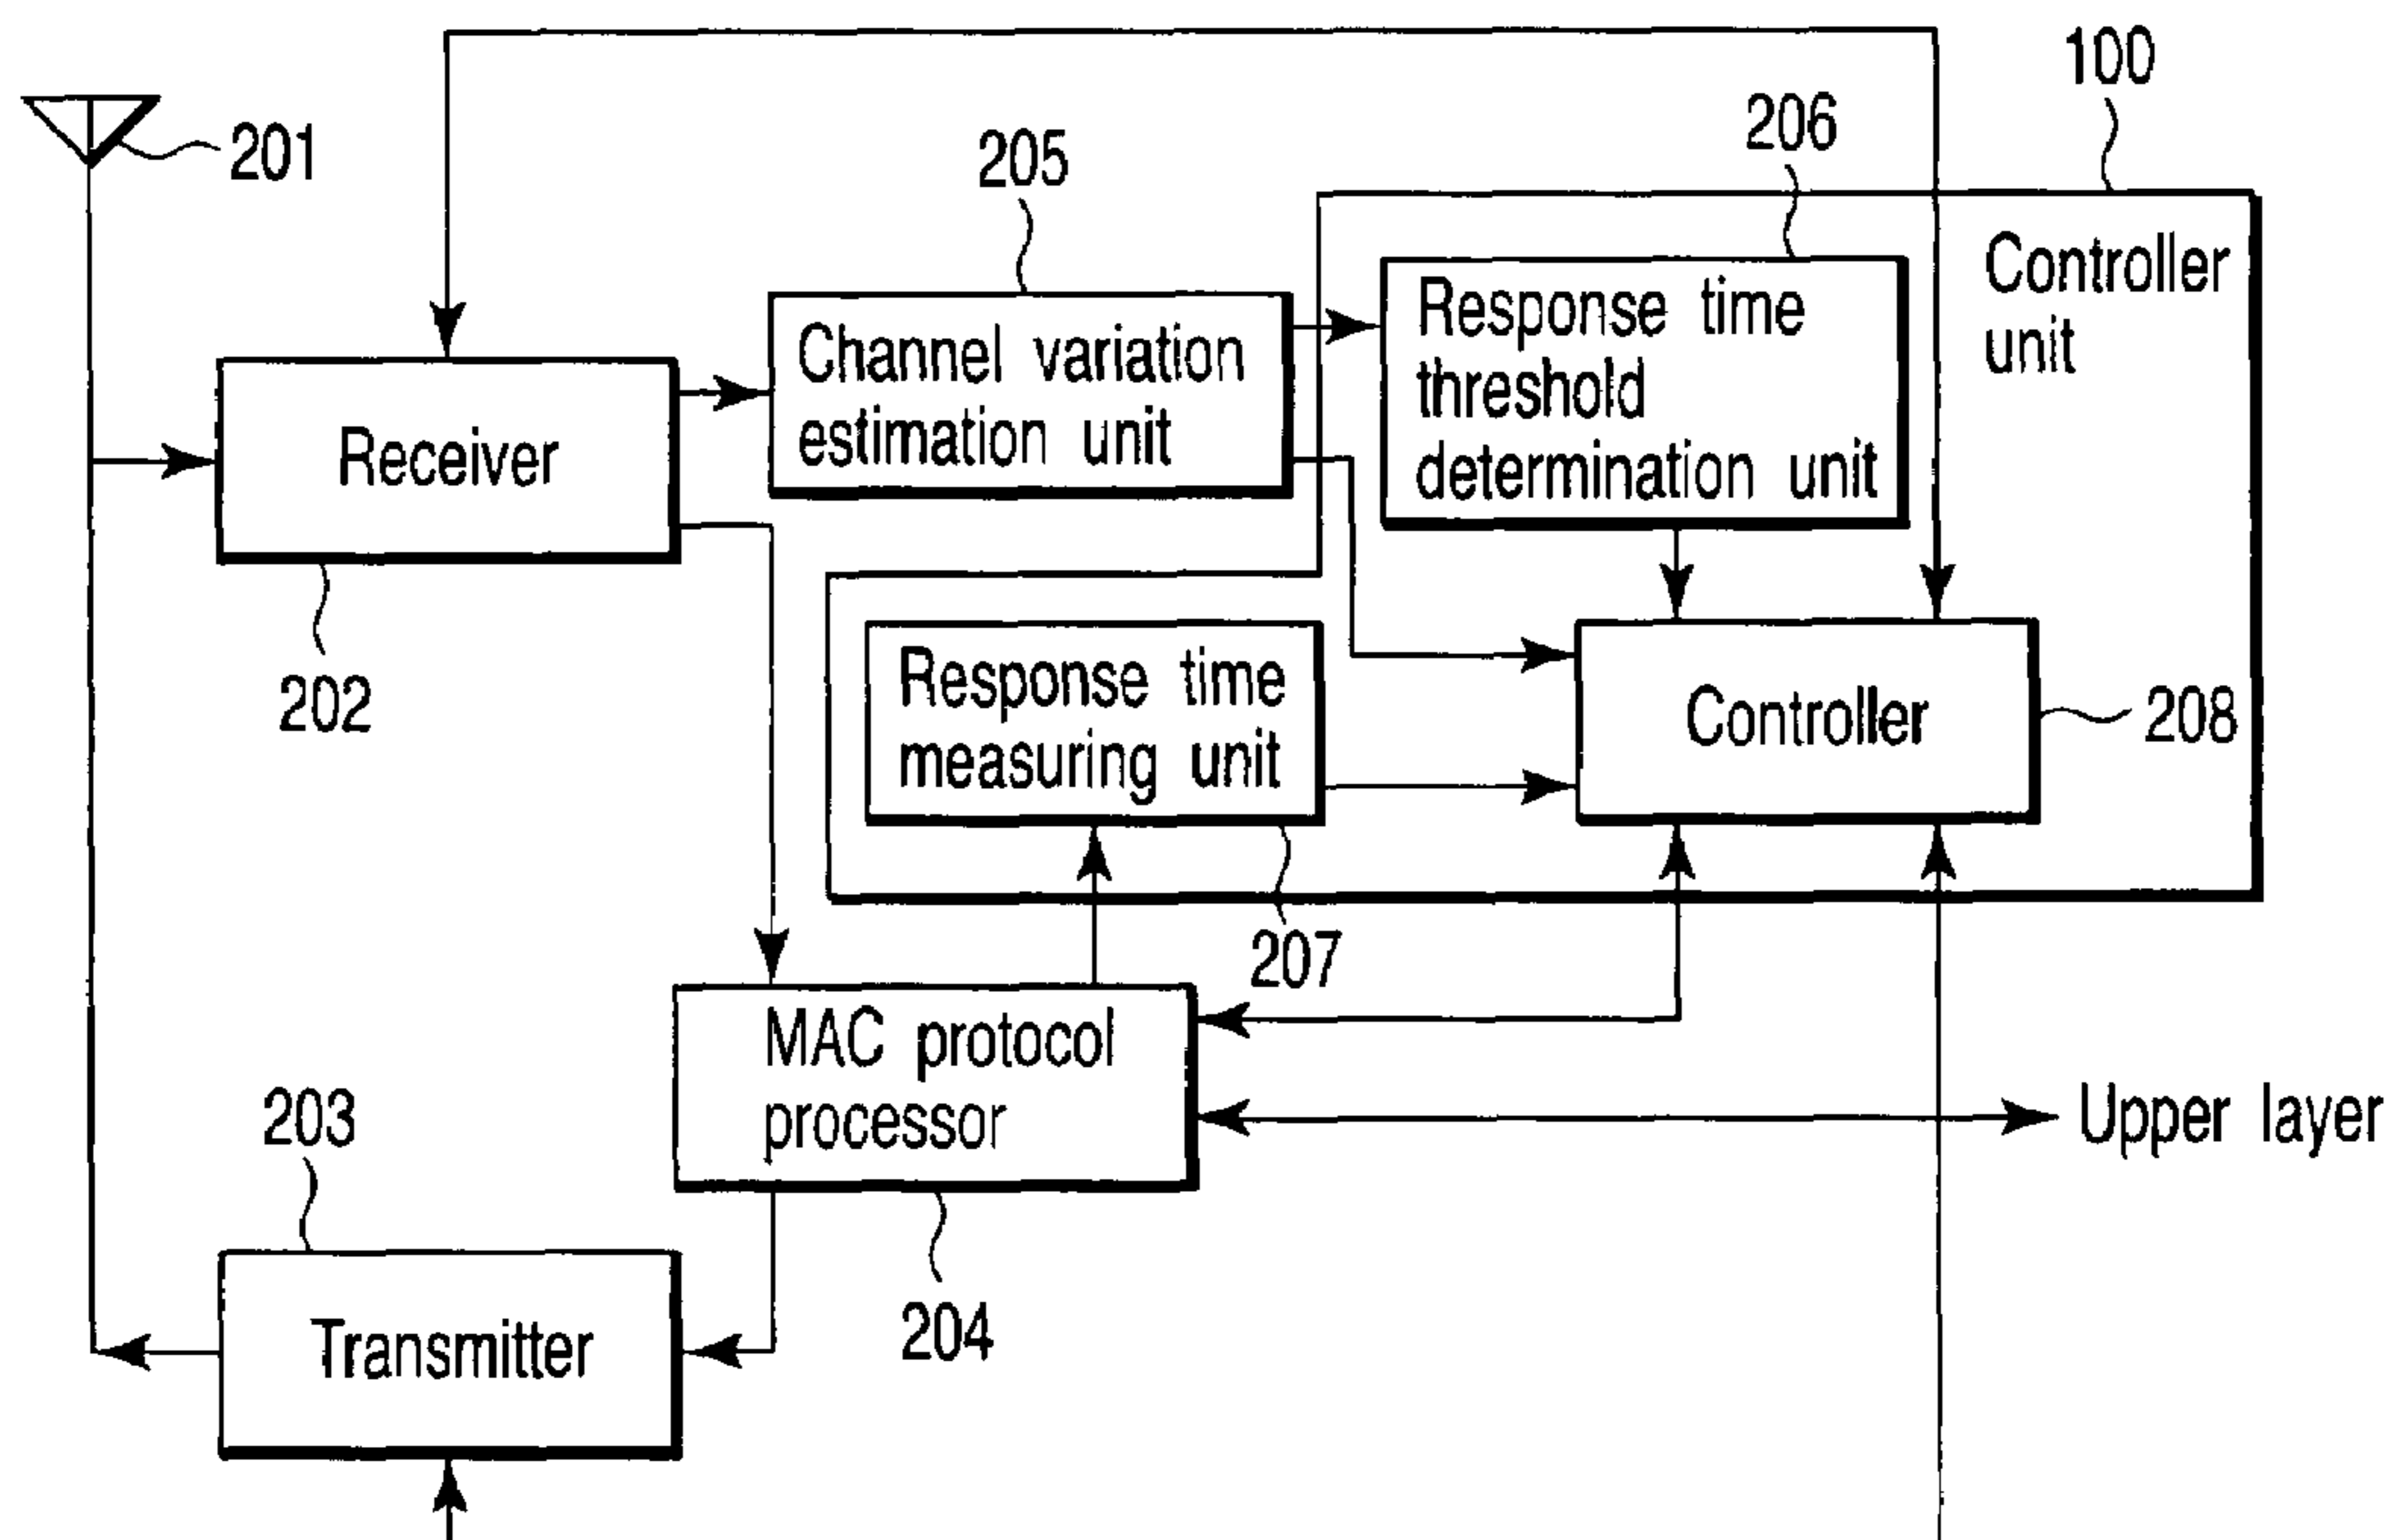 100
201
205
206
Controller
unit
Response time
threshold
determination unit
Channel variation
estimation unit
Receiver
202
Response time
measuring unit
Controller
208
207
MAC protocol
processor
Upper layer
203
204
Transmitter